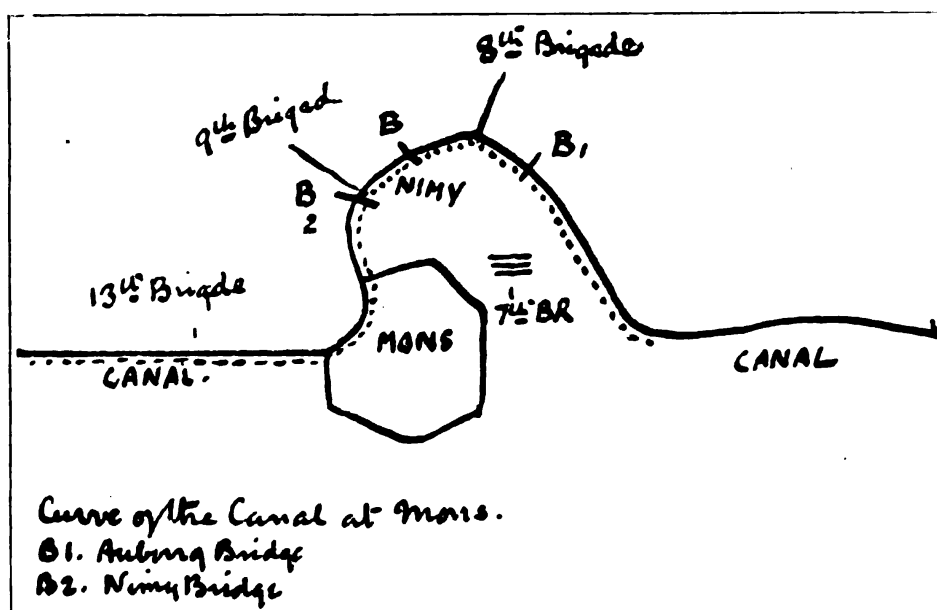 8th Brigade
9th Brigad
B
B1
NIMY
B
2
13th Brigade
7th BR
MONS
CANAL.
CANAL
Curve of the Canal at Mons.
B1. Aubourg Bridge
B2. Nimy Bridge